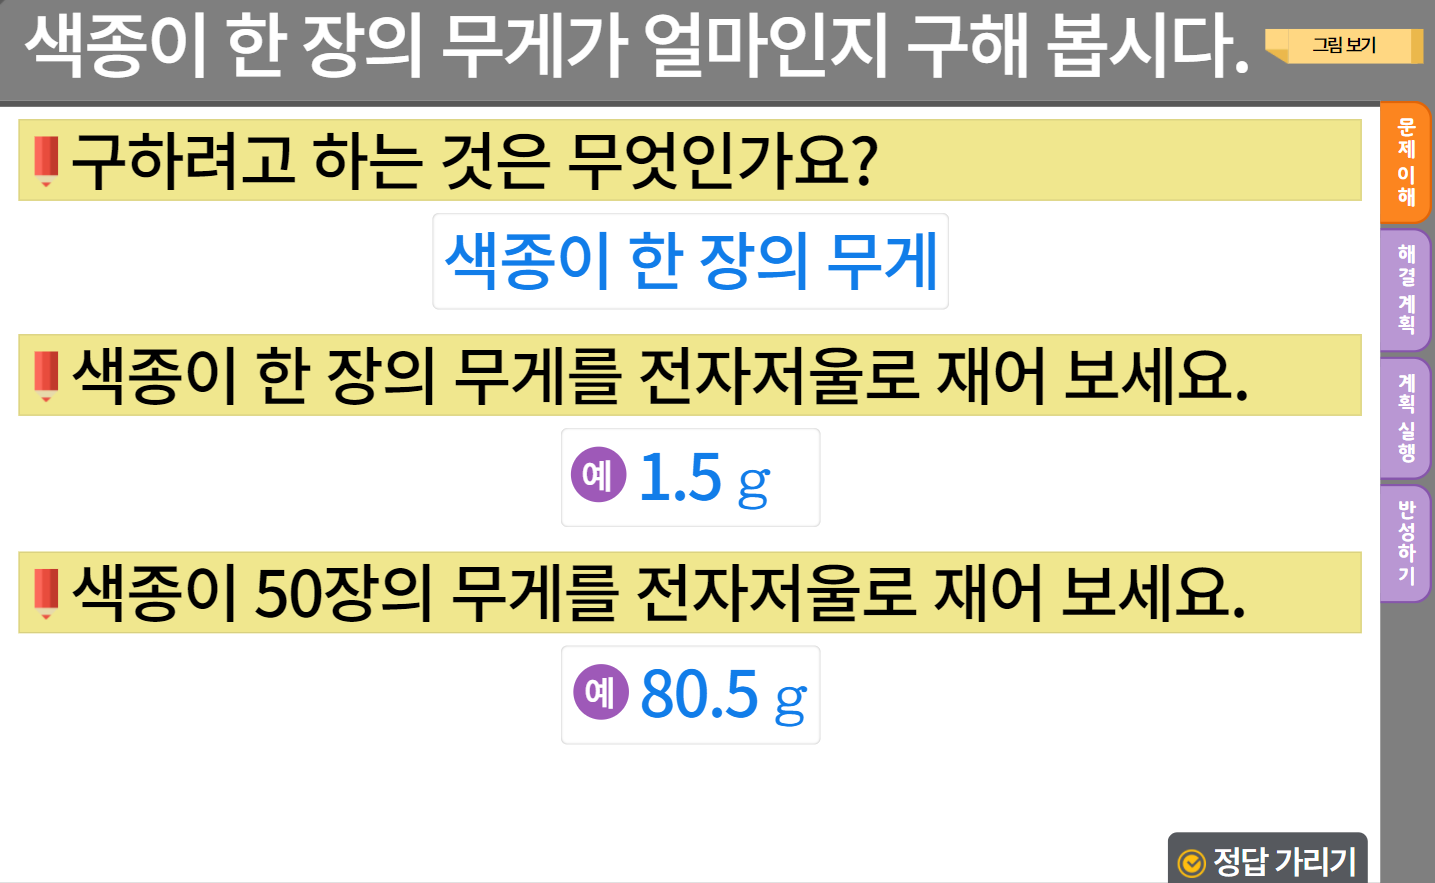 색종이 한 장의 무게가 얼마인지 구해 봅시다.
그림 보기
구하려고 하는 것은 무엇인가요?
색종이 한 장의 무게
색종이 한 장의 무게를 전자저울로 재어 보세요.
예 1.5 g
색종이 50장의 무게를 전자저울로 재어 보세요.
예 80.5 g
문제 이해
해결 계획
계획 실행
반성하기
정답 가리기